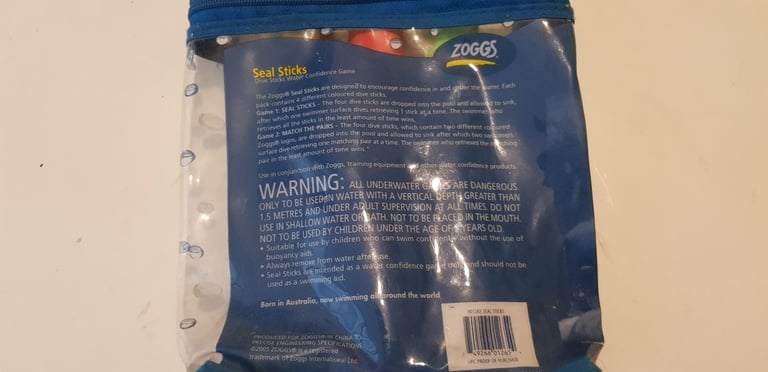 ZOGGS
Seal Sticks
Dive Sticks Water Confidence Game
The Zoggs® Seal Sticks are designed to encourage confidence in and under the water. Each
pack contains 4 different coloured dive sticks.
Game 1: SEAL STICKS – The four dive sticks are dropped into the pool and allowed to sink,
after which one swimmer surface dives retrieving 1 stick at a time. The swimmer who
retrieves all the sticks in the least amount of time wins.
Game 2: MATCH THE PAIRS – The four dive sticks, which contain two different coloured
Zoggs® logos, are dropped into the pool and allowed to sink after which two swimmers
surface dive retrieving one matching pair at a time. The swimmer who retrieves the matching
pair in the least amount of time wins.
Use in conjunction with Zoggs, training equipment and other water confidence products.
WARNING: ALL UNDERWATER GAMES ARE DANGEROUS.
ONLY TO BE USED IN WATER WITH A VERTICAL DEPTH GREATER THAN
1.5 METRES AND UNDER ADULT SUPERVISION AT ALL TIMES. DO NOT
USE IN SHALLOW WATER OR BATH. NOT TO BE PLACED IN THE MOUTH.
NOT TO BE USED BY CHILDREN UNDER THE AGE OF YEARS OLD.
• Suitable for use by children who can swim confidently without the use of
buoyancy aids.
• Always remove from water after use.
• Seal Sticks are intended as a water confidence game only and should not be
used as a swimming aid.
Born in Australia, now swimming all around the world
PRODUCED FOR ZOGGS® IN CHINA TO
PRECISE ENGINEERING SPECIFICATIONS
©2005 ZOGGS® is a registered
trademark of Zoggs International Ltd.
301265 SEAL STICKS
7 49266 01265 4
UPC PROOF OF PURCHASE